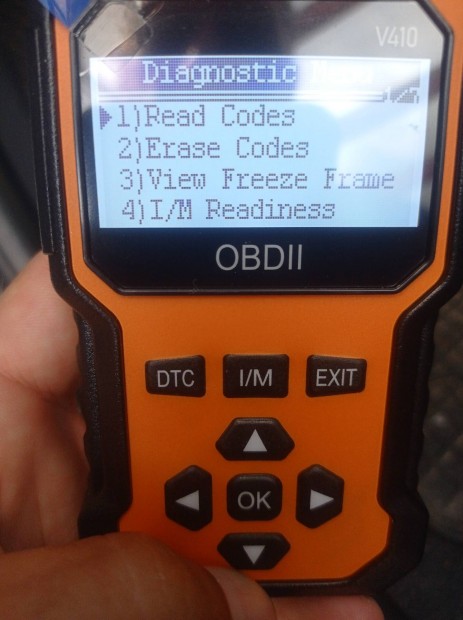 V410
Diagnostic
1)Read Codes
2)Erase Codes
3)View Freeze Frame
4)I/M Readiness
OBDII
DTC I/M EXIT
OK